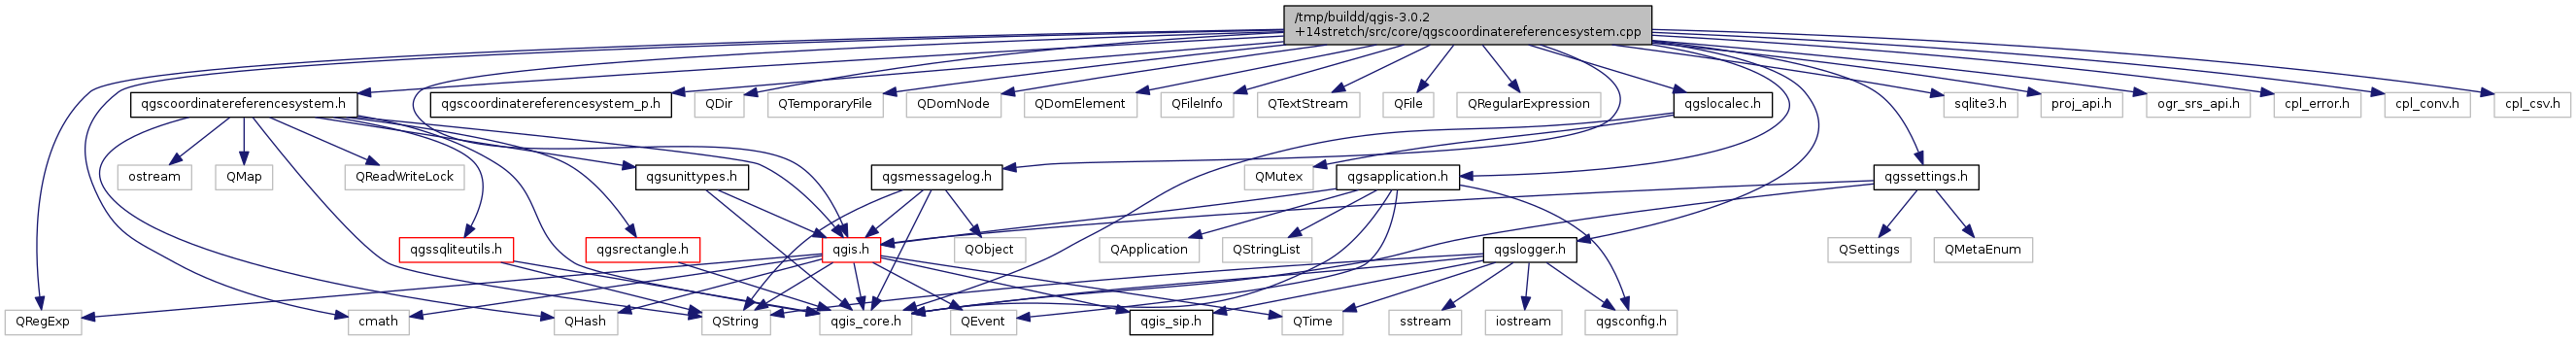 /tmp/buildd/qgis-3.0.2
+14stretch/src/core/qgscoordinatereferencesystem.cpp
qgscoordinatereferencesystem.h
qgscoordinatereferencesystem_p.h
QDir
QTemporaryFile
QDomNode
QDomElement
QFileInfo
QTextStream
QFile
QRegularExpression
qgslocalec.h
sqlite3.h
proj_api.h
ogr_srs_api.h
cpl_error.h
cpl_conv.h
cpl_csv.h
ostream
QMap
QReadWriteLock
qgsunittypes.h
qgsmessagelog.h
QMutex
qgsapplication.h
qgssettings.h
qgssqliteutils.h
qgsrectangle.h
qgis.h
QObject
QApplication
QStringList
qgslogger.h
QSettings
QMetaEnum
QRegExp
cmath
QHash
QString
qgis_core.h
QEvent
qgis_sip.h
QTime
sstream
iostream
qgsconfig.h